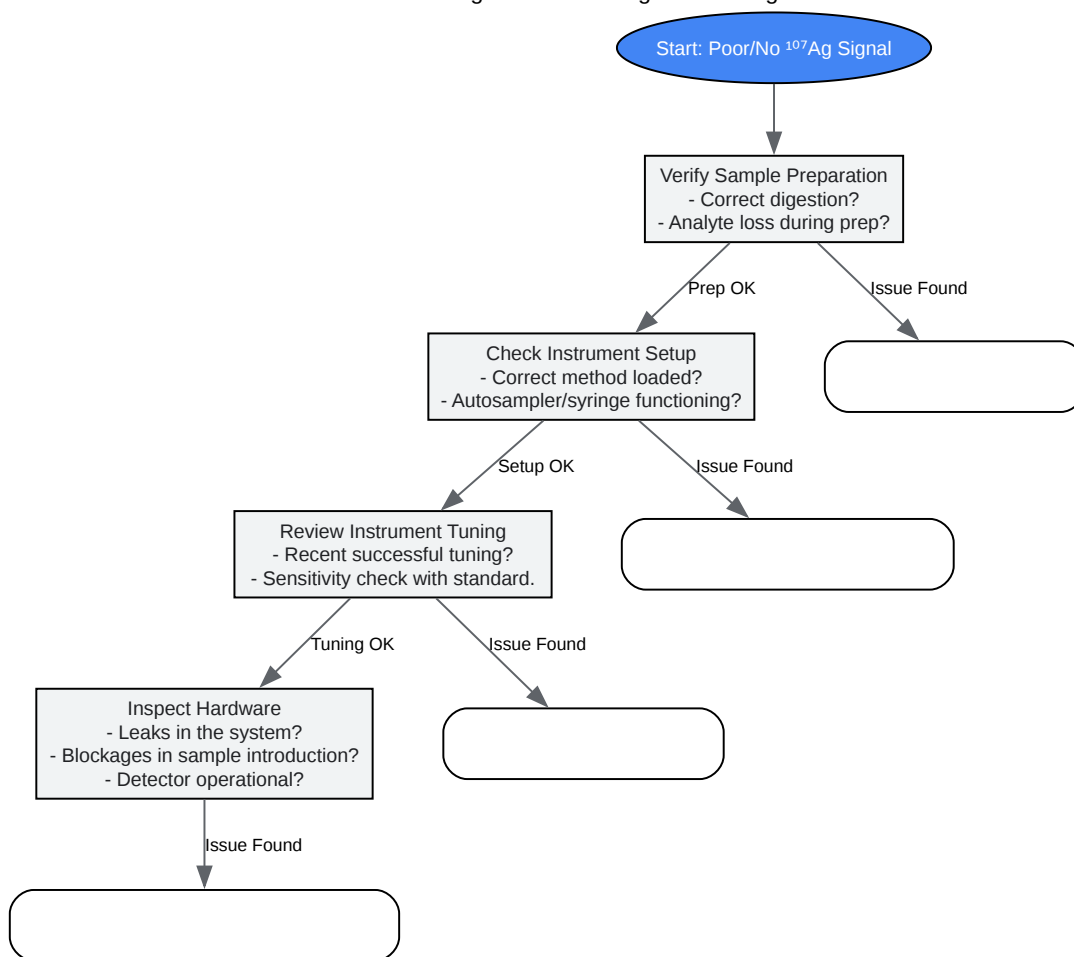 Start: Poor/No ¹⁰⁷Ag Signal
Verify Sample Preparation
- Correct digestion?
- Analyte loss during prep?
Prep OK
Issue Found
Check Instrument Setup
- Correct method loaded?
- Autosampler/syringe functioning?
Setup OK
Issue Found
Review Instrument Tuning
- Recent successful tuning?
- Sensitivity check with standard.
Tuning OK
Issue Found
Inspect Hardware
- Leaks in the system?
- Blockages in sample introduction?
- Detector operational?
Issue Found